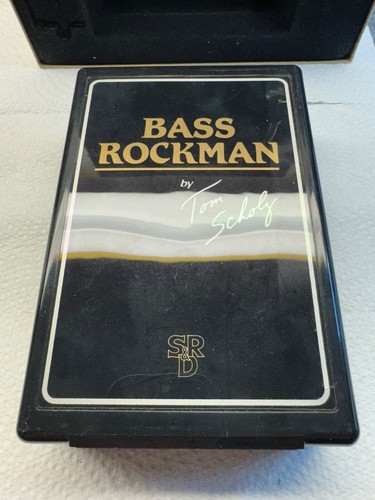 BASS
ROCKMAN
by
Tom
Scholz
SR
&
D